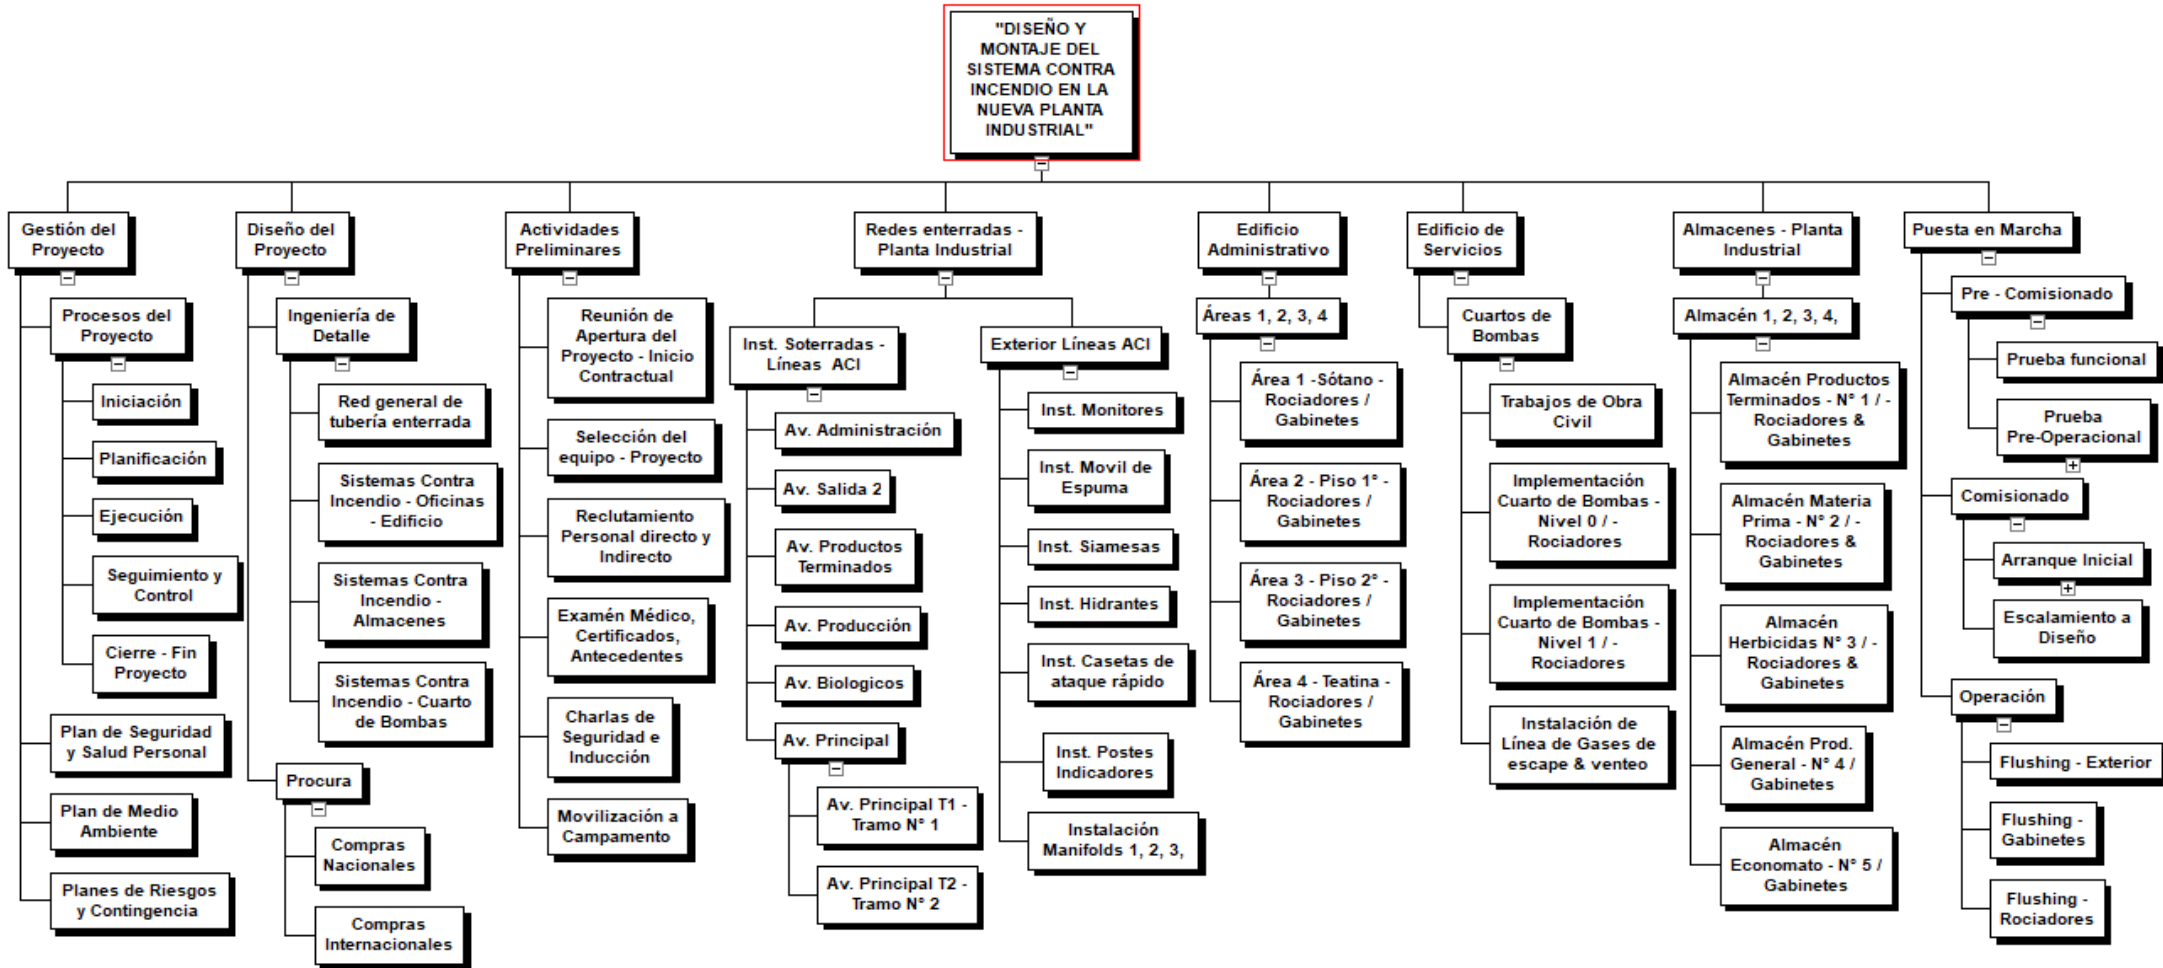 "DISEÑO Y
MONTAJE DEL
SISTEMA CONTRA
INCENDIO EN LA
NUEVA PLANTA
INDUSTRIAL"
Gestión del
Proyecto
Procesos del
Proyecto
Iniciación
Planificación
Ejecución
Seguimiento y
Control
Cierre - Fin
Proyecto
Plan de Seguridad
y Salud Personal
Plan de Medio
Ambiente
Planes de Riesgos
y Contingencia
Diseño del
Proyecto
Ingeniería de
Detalle
Red general de
tubería enterrada
Sistemas Contra
Incendio - Oficinas
- Edificio
Sistemas Contra
Incendio -
Almacenes
Sistemas Contra
Incendio - Cuarto
de Bombas
Procura
Compras
Nacionales
Compras
Internacionales
Actividades
Preliminares
Reunión de
Apertura del
Proyecto - Inicio
Contractual
Selección del
equipo - Proyecto
Reclutamiento
Personal directo y
Indirecto
Examén Médico,
Certificados,
Antecedentes
Charlas de
Seguridad e
Inducción
Movilización a
Campamento
Redes enterradas -
Planta Industrial
Inst. Soterradas -
Líneas ACI
Av. Administración
Av. Salida 2
Av. Productos
Terminados
Av. Producción
Av. Biologicos
Av. Principal
Av. Principal T1 -
Tramo N° 1
Av. Principal T2 -
Tramo N° 2
Exterior Líneas ACI
Inst. Monitores
Inst. Movil de
Espuma
Inst. Siamesas
Inst. Hidrantes
Inst. Casetas de
ataque rápido
Inst. Postes
Indicadores
Instalación
Manifolds 1, 2, 3,
Edificio
Administrativo
Áreas 1, 2, 3, 4
Área 1 -Sótano -
Rociadores /
Gabinetes
Área 2 - Piso 1° -
Rociadores /
Gabinetes
Área 3 - Piso 2° -
Rociadores /
Gabinetes
Área 4 - Teatina -
Rociadores /
Gabinetes
Edificio de
Servicios
Cuartos de
Bombas
Trabajos de Obra
Civil
Implementación
Cuarto de Bombas -
Nivel 0 / -
Rociadores
Implementación
Cuarto de Bombas -
Nivel 1 / -
Rociadores
Instalación de
Línea de Gases de
escape & venteo
Almacenes - Planta
Industrial
Almacén 1, 2, 3, 4,
Almacén Productos
Terminados - N° 1 / -
Rociadores &
Gabinetes
Almacén Materia
Prima - N° 2 / -
Rociadores &
Gabinetes
Almacén
Herbicidas N° 3 / -
Rociadores &
Gabinetes
Almacén Prod.
General - N° 4 /
Gabinetes
Almacén
Economato - N° 5 /
Gabinetes
Puesta en Marcha
Pre - Comisionado
Prueba funcional
Prueba
Pre-Operacional
Comisionado
Arranque Inicial
Escalamiento a
Diseño
Operación
Flushing - Exterior
Flushing -
Gabinetes
Flushing -
Rociadores